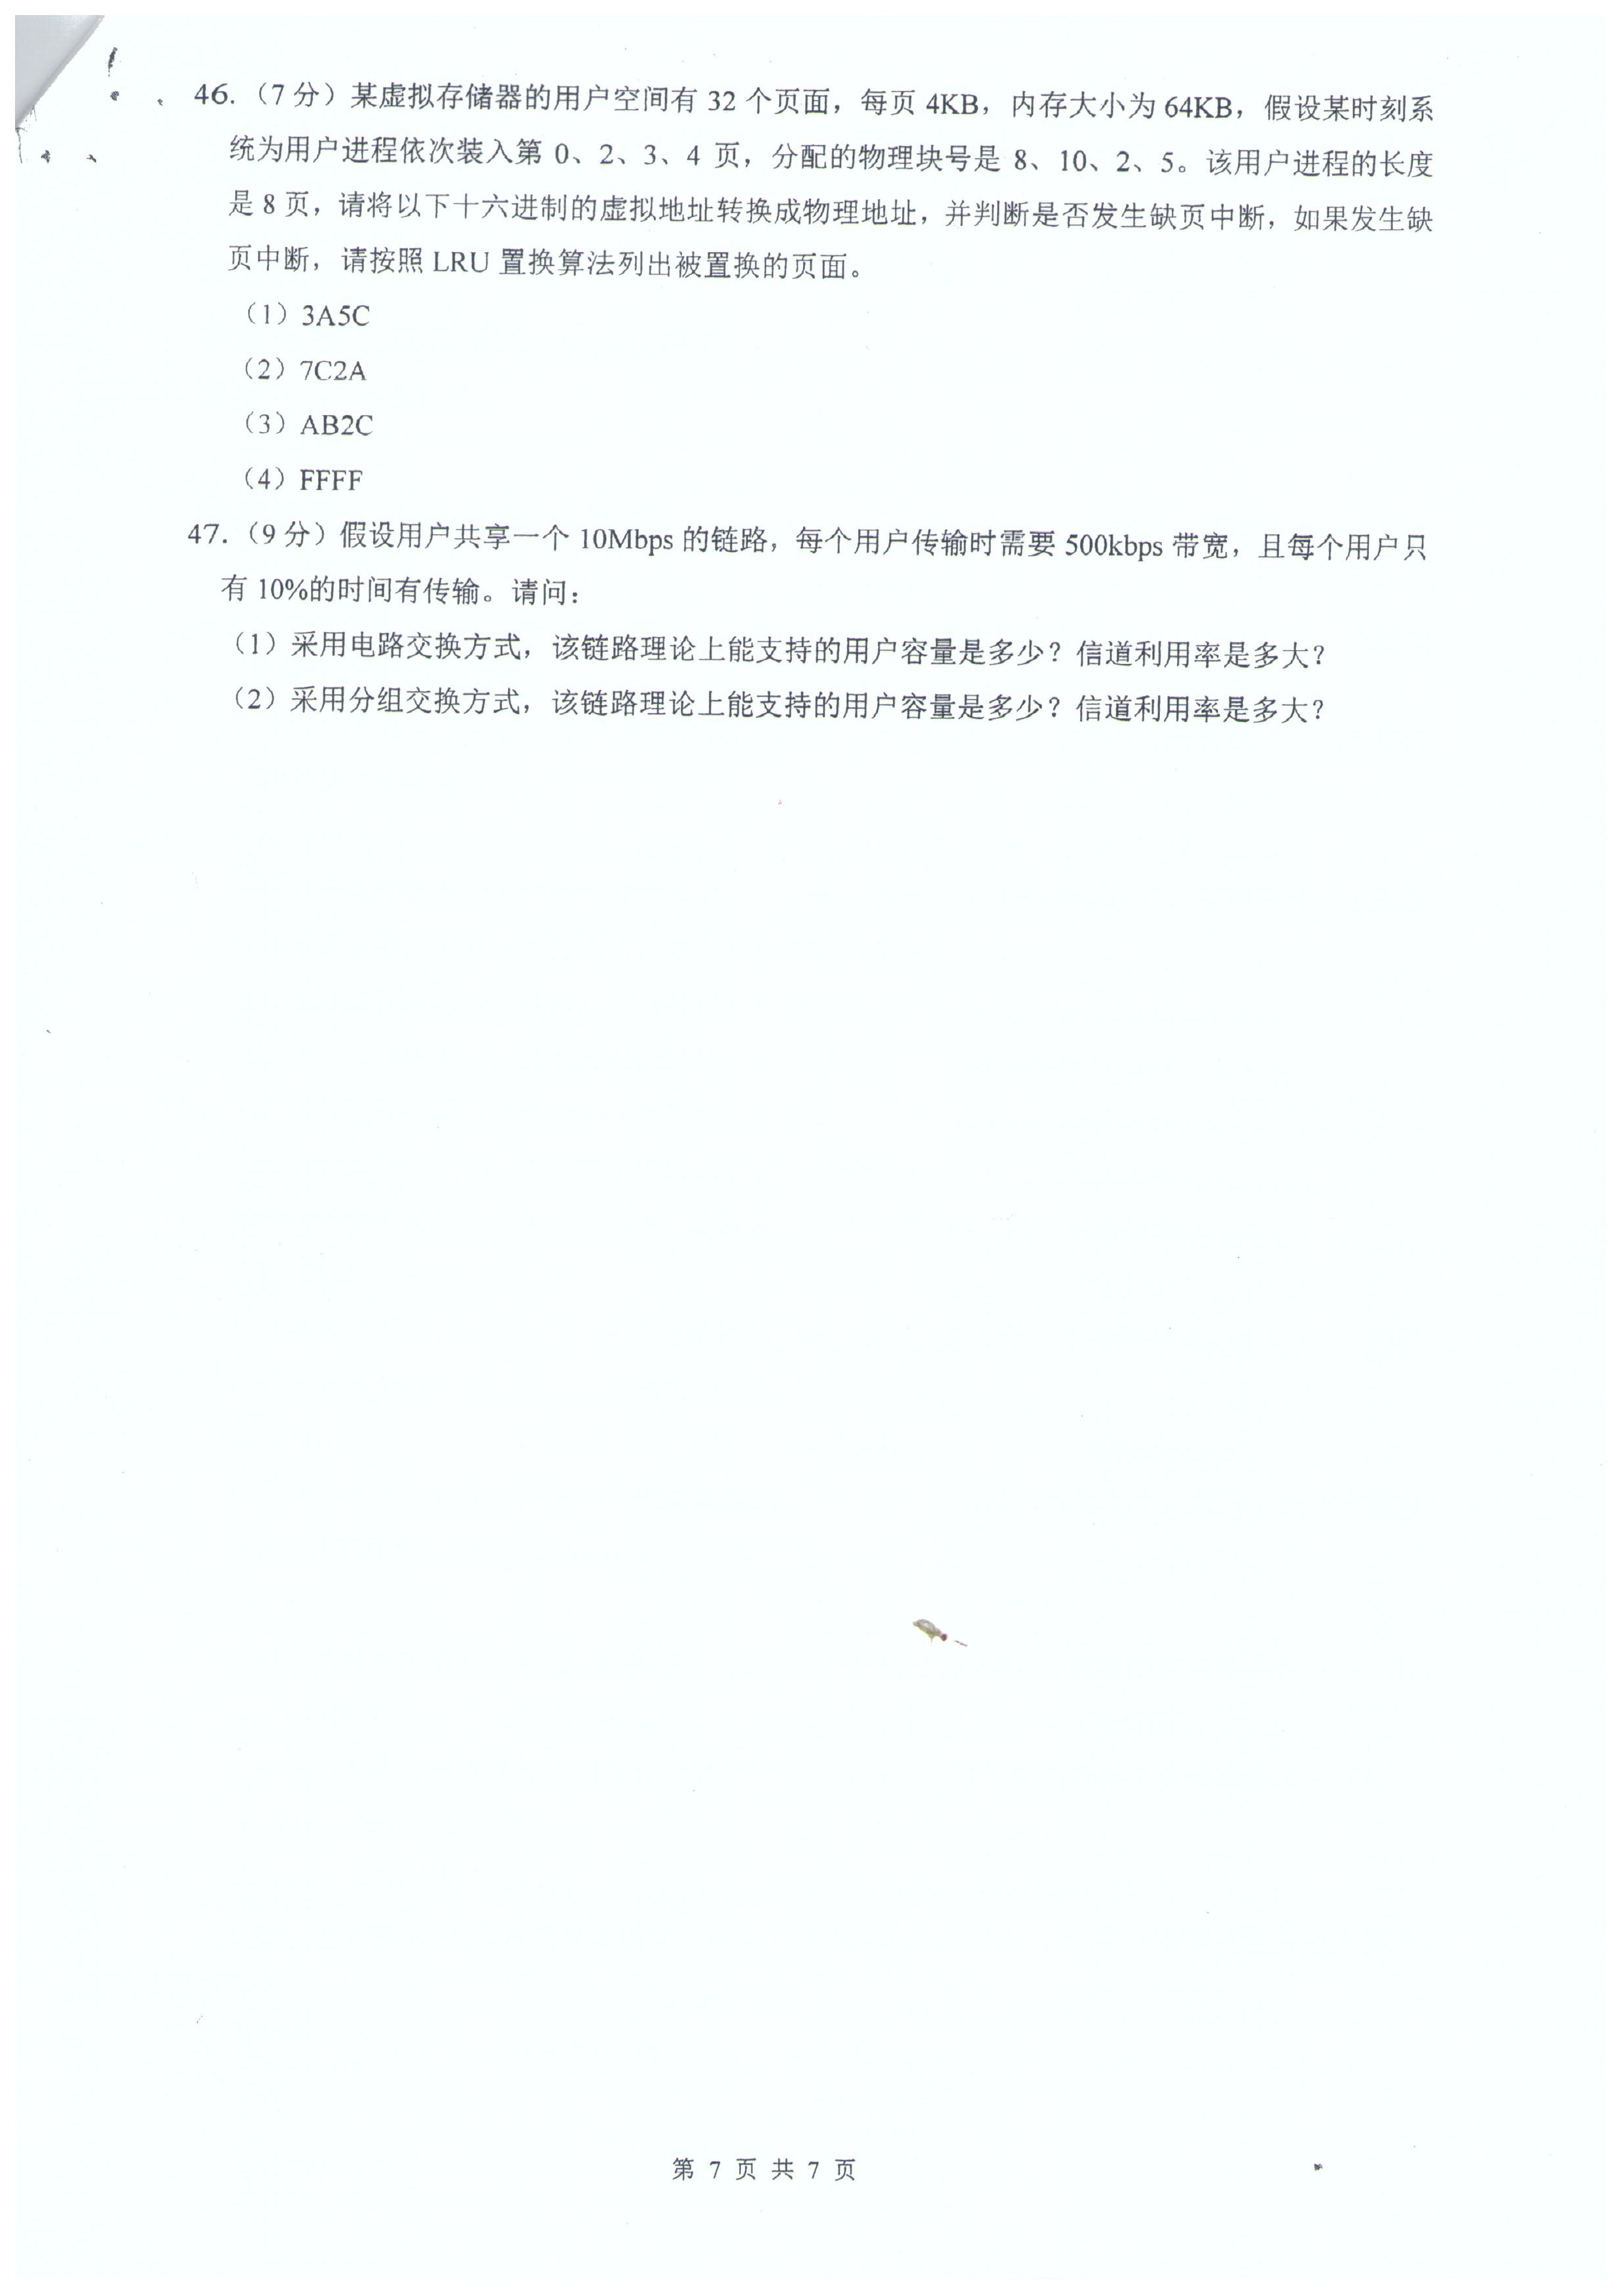 46.（7 分）某虚拟存储器的用户空间有 32 个页面，每页 4KB，内存大小为 64KB，假设某时刻系
统为用户进程依次装入第 0、2、3、4 页，分配的物理块号是 8、10、2、5。该用户进程的长度
是 8 页，请将以下十六进制的虚拟地址转换成物理地址，并判断是否发生缺页中断，如果发生缺
页中断，请按照 LRU 置换算法列出被置换的页面。
（1）3A5C
（2）7C2A
（3）AB2C
（4）FFFF
47.（9 分）假设用户共享一个 10Mbps 的链路，每个用户传输时需要 500kbps 带宽，且每个用户只
有 10%的时间有传输。请问：
（1）采用电路交换方式，该链路理论上能支持的用户容量是多少？信道利用率是多大？
（2）采用分组交换方式，该链路理论上能支持的用户容量是多少？信道利用率是多大？
第 7 页 共 7 页